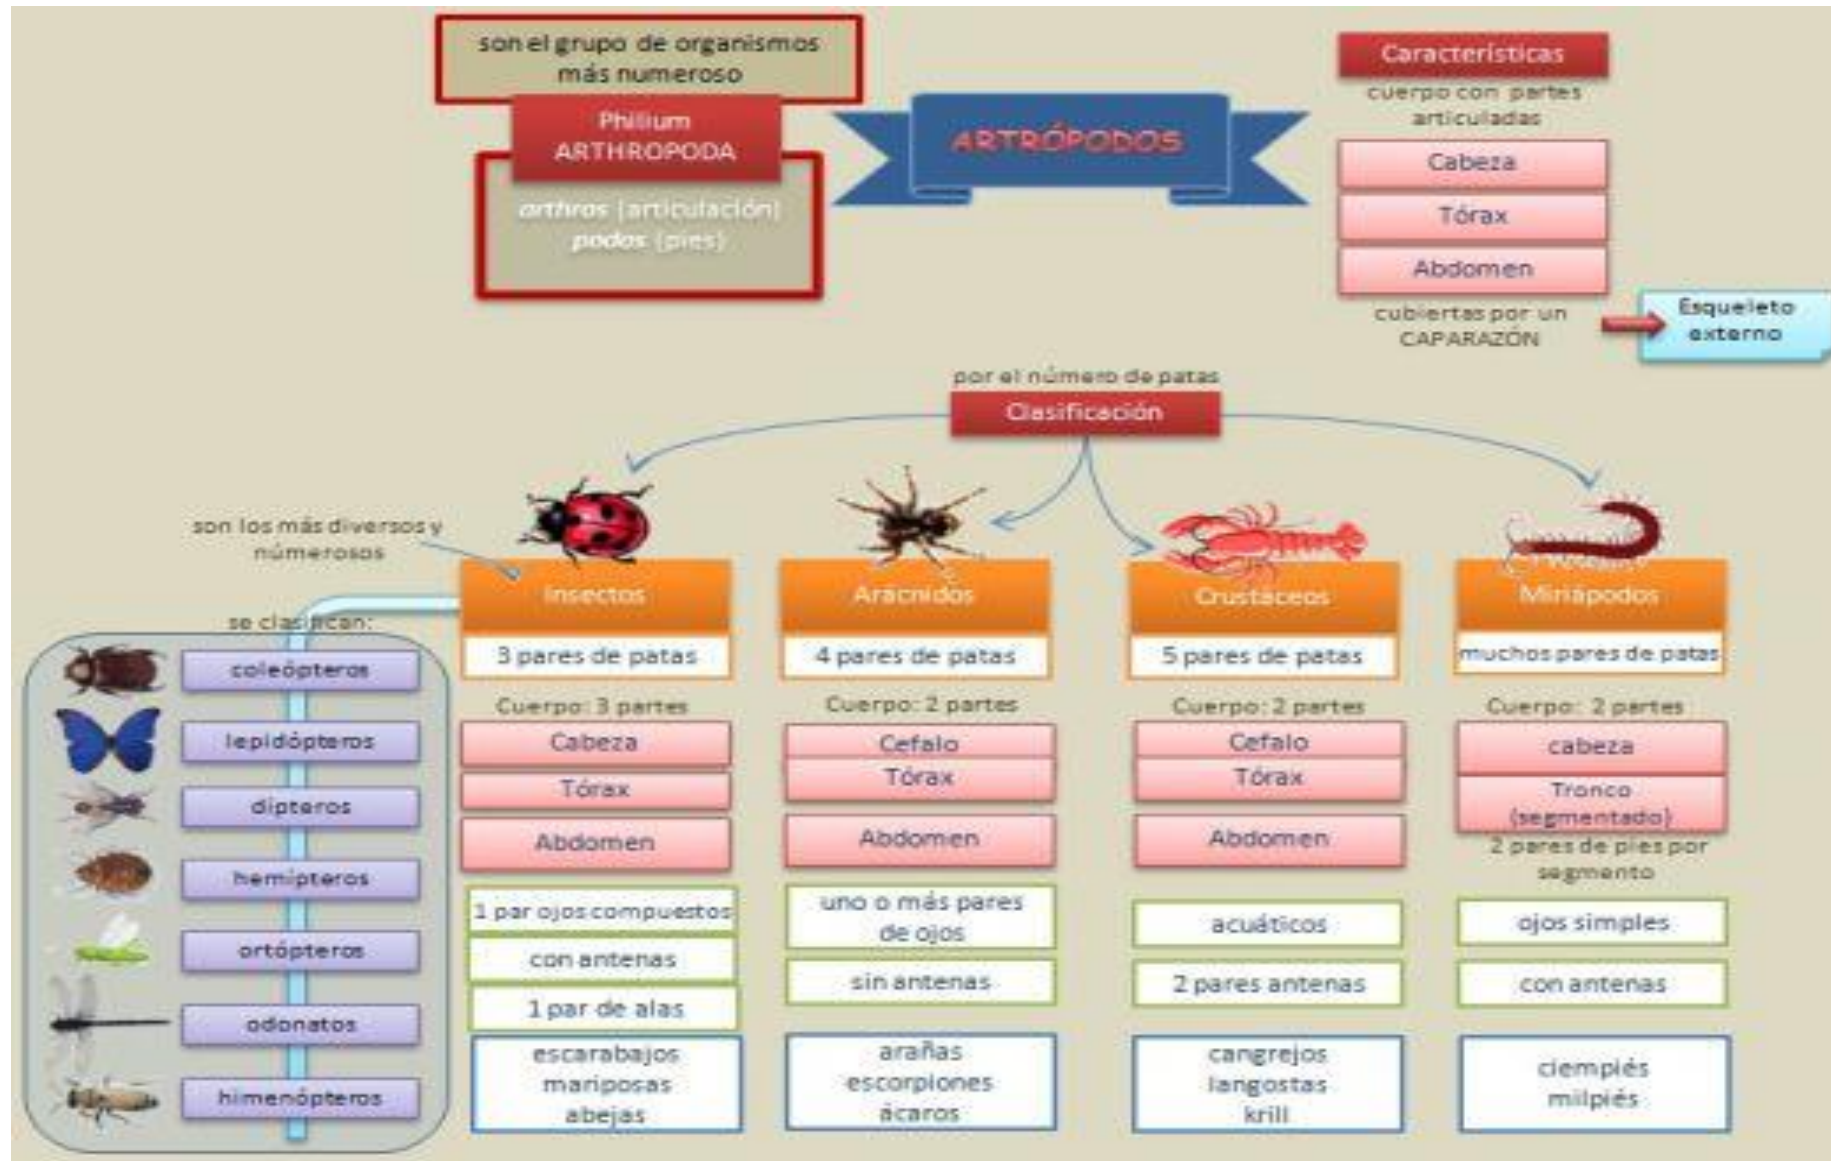 son el grupo de organismos
más numeroso
Philium
ARTHROPODA
arthros (articulación)
podos (pies)
ARTRÓPODOS
Características
cuerpo con partes
articuladas
Cabeza
Tórax
Abdomen
cubiertas por un
CAPARAZÓN
Esqueleto
externo
por el número de patas
Clasificación
son los más diversos y
númerosos
se clasifican:
coleópteros
lepidópteros
dípteros
hemípteros
ortópteros
odonatos
himenópteros
Insectos
3 pares de patas
Cuerpo: 3 partes
Cabeza
Tórax
Abdomen
1 par ojos compuestos
con antenas
1 par de alas
escarabajos
mariposas
abejas
Arácnidos
4 pares de patas
Cuerpo: 2 partes
Cefalo
Tórax
Abdomen
uno o más pares
de ojos
sin antenas
arañas
escorpiones
ácaros
Crustáceos
5 pares de patas
Cuerpo: 2 partes
Cefalo
Tórax
Abdomen
acuáticos
2 pares antenas
cangrejos
langostas
krill
Miriápodos
muchos pares de patas
Cuerpo: 2 partes
cabeza
Tronco
(segmentado)
2 pares de pies por
segmento
ojos simples
con antenas
ciempiés
milpiés